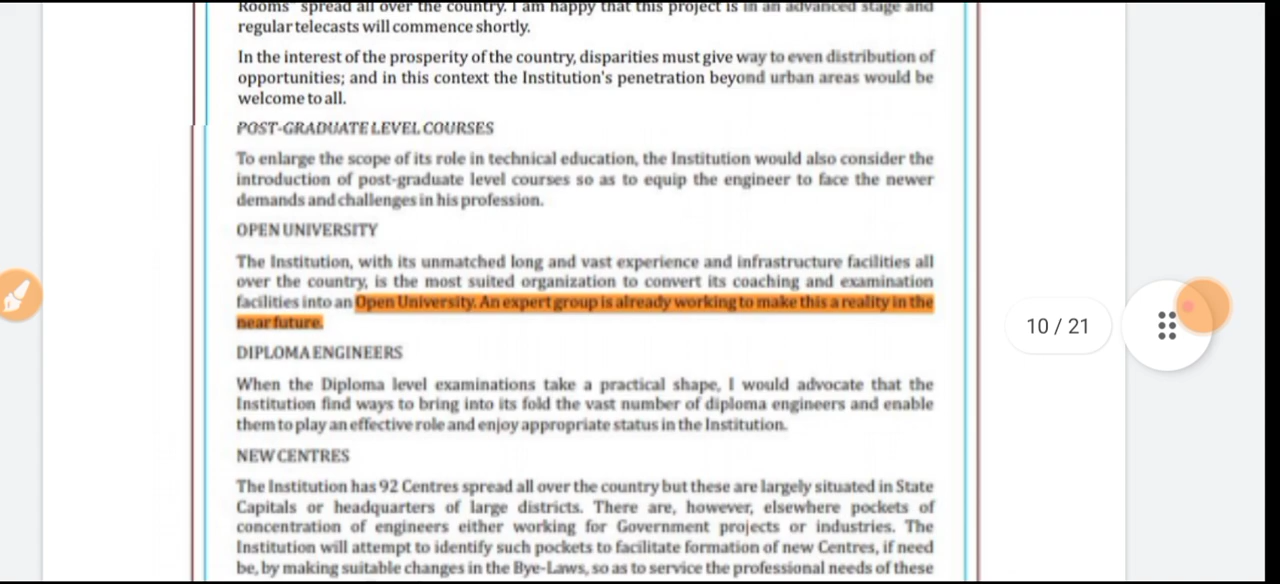 Rooms" spread all over the country. I am happy that this project is in an advanced stage and
regular telecasts will commence shortly.
In the interest of the prosperity of the country, disparities must give way to even distribution of
opportunities; and in this context the Institution's penetration beyond urban areas would be
welcome to all.
POST-GRADUATE LEVEL COURSES
To enlarge the scope of its role in technical education, the Institution would also consider the
introduction of post-graduate level courses so as to equip the engineer to face the newer
demands and challenges in his profession.
OPEN UNIVERSITY
The Institution, with its unmatched long and vast experience and infrastructure facilities all
over the country, is the most suited organization to convert its coaching and examination
facilities into an Open University. An expert group is already working to make this a reality in the
near future.
10 / 21
DIPLOMA ENGINEERS
When the Diploma level examinations take a practical shape, I would advocate that the
Institution find ways to bring into its fold the vast number of diploma engineers and enable
them to play an effective role and enjoy appropriate status in the Institution.
NEW CENTRES
The Institution has 92 Centres spread all over the country but these are largely situated in State
Capitals or headquarters of large districts. There are, however, elsewhere pockets of
concentration of engineers either working for Government projects or industries. The
Institution will attempt to identify such pockets to facilitate formation of new Centres, if need
be, by making suitable changes in the Bye-Laws, so as to service the professional needs of these